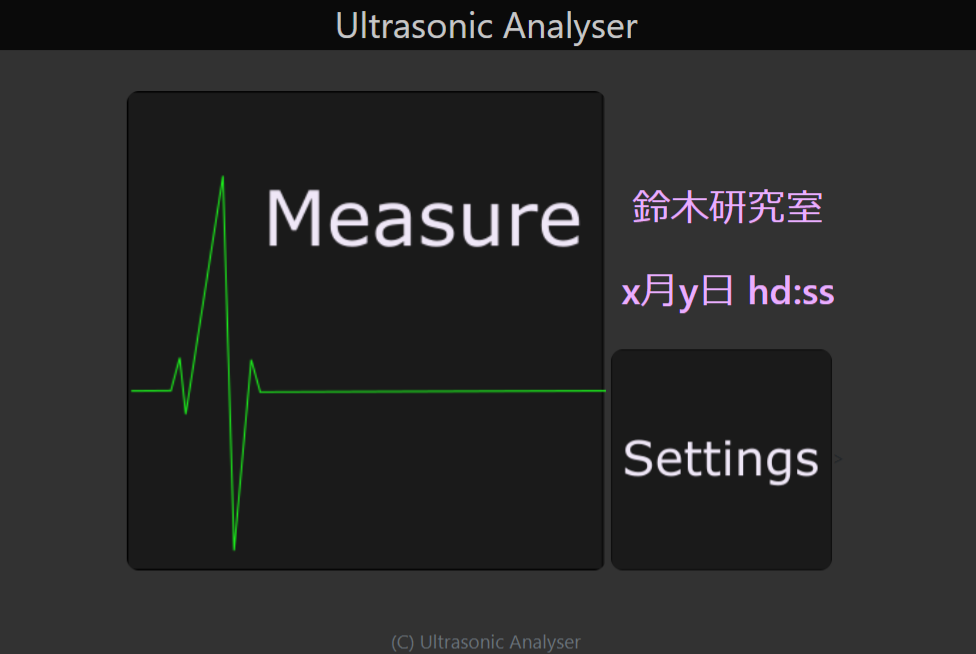 Ultrasonic Analyser
Measure
鈴木研究室
x月y日 hd:ss
Settings
>
(C) Ultrasonic Analyser